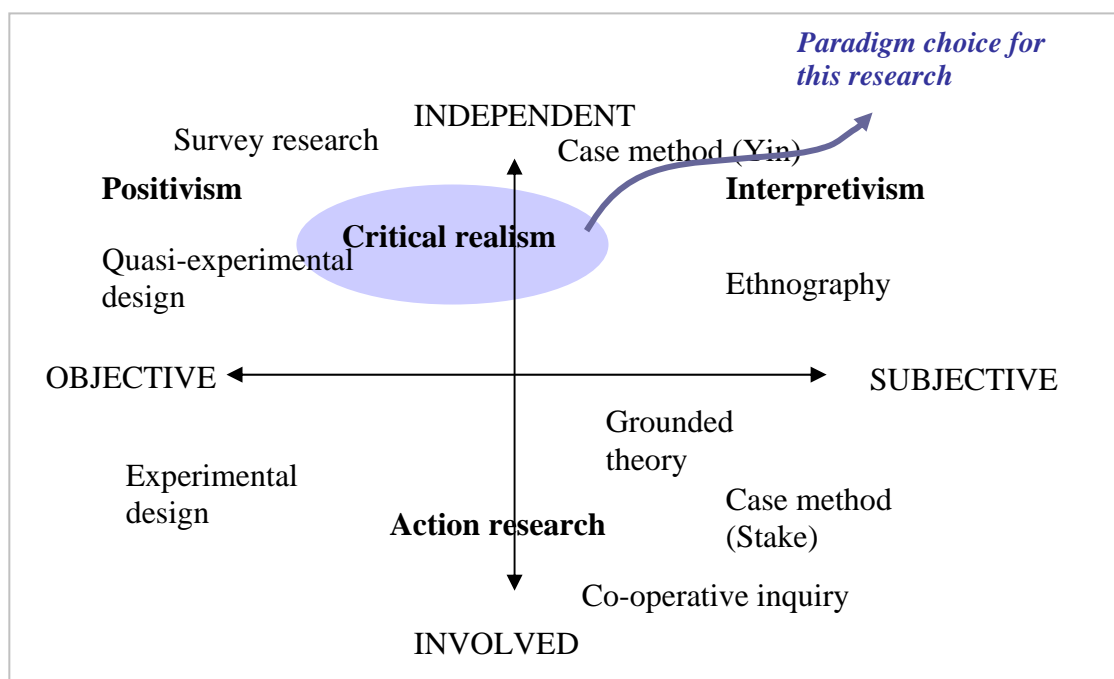 Paradigm choice for
this research
INDEPENDENT
Survey research
Case method (Yin)
Positivism
Interpretivism
Critical realism
Quasi-experimental
design
Ethnography
OBJECTIVE
SUBJECTIVE
Grounded
theory
Experimental
design
Case method
(Stake)
Action research
Co-operative inquiry
INVOLVED